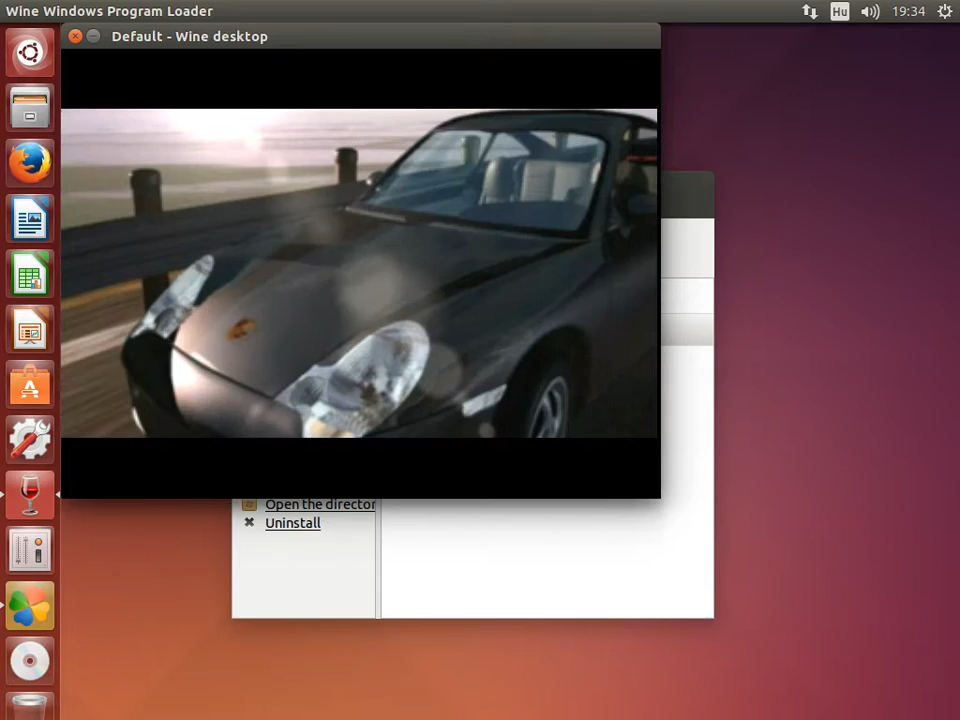 Wine Windows Program Loader
Hu
19:34
Default - Wine desktop
Open the director
Uninstall